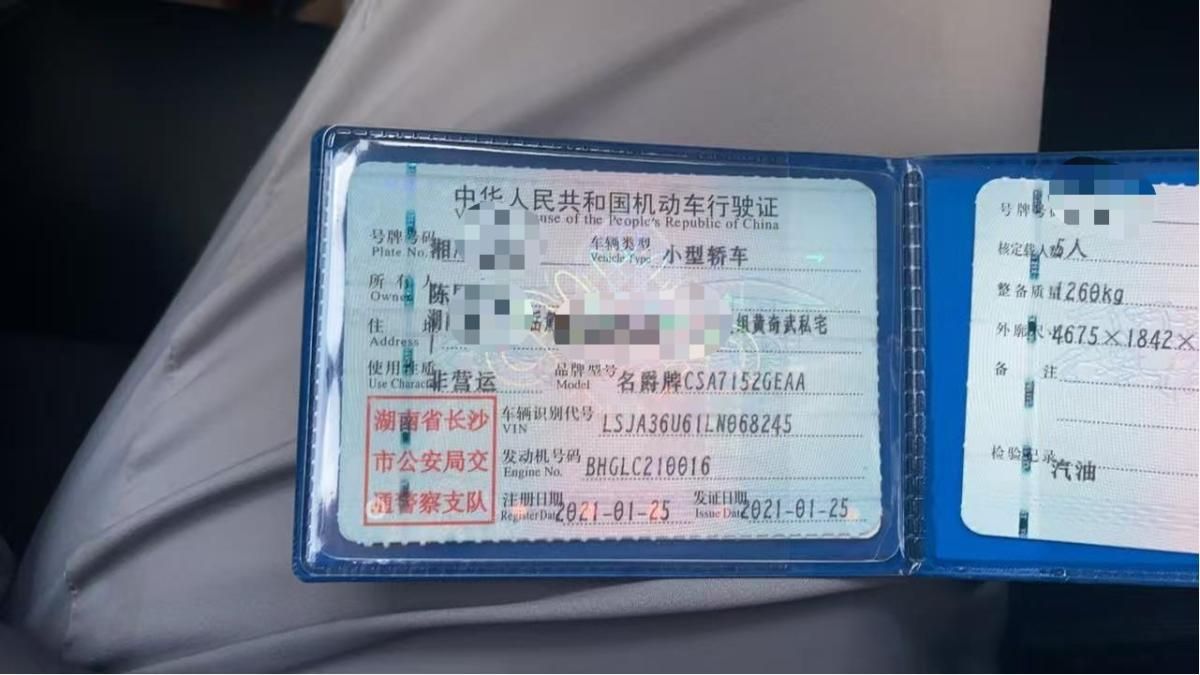 中华人民共和国机动车行驶证
use of the People's Republic of China
号牌号码
Plate No.
湘
车辆类型
Vehicle Type
小型轿车
所有人
Owner
陈
住 址
Address
组黄奇武私宅
使用性质
Use Charac
非营运
品牌型号
Model
名爵牌CSA7152GEAA
湖南省长沙
市公安局交
通警察支队
车辆识别代号
VIN
LSJA36U61LN068245
发动机号码
Engine No.
BHGLC210016
注册日期
Register Dat
2021-01-25
发证日期
Issue Dat
2021-01-25
号牌号
核定载人数
5人
整备质量
1260kg
外廓尺
4675×1842×
备 注
检验记录
汽油